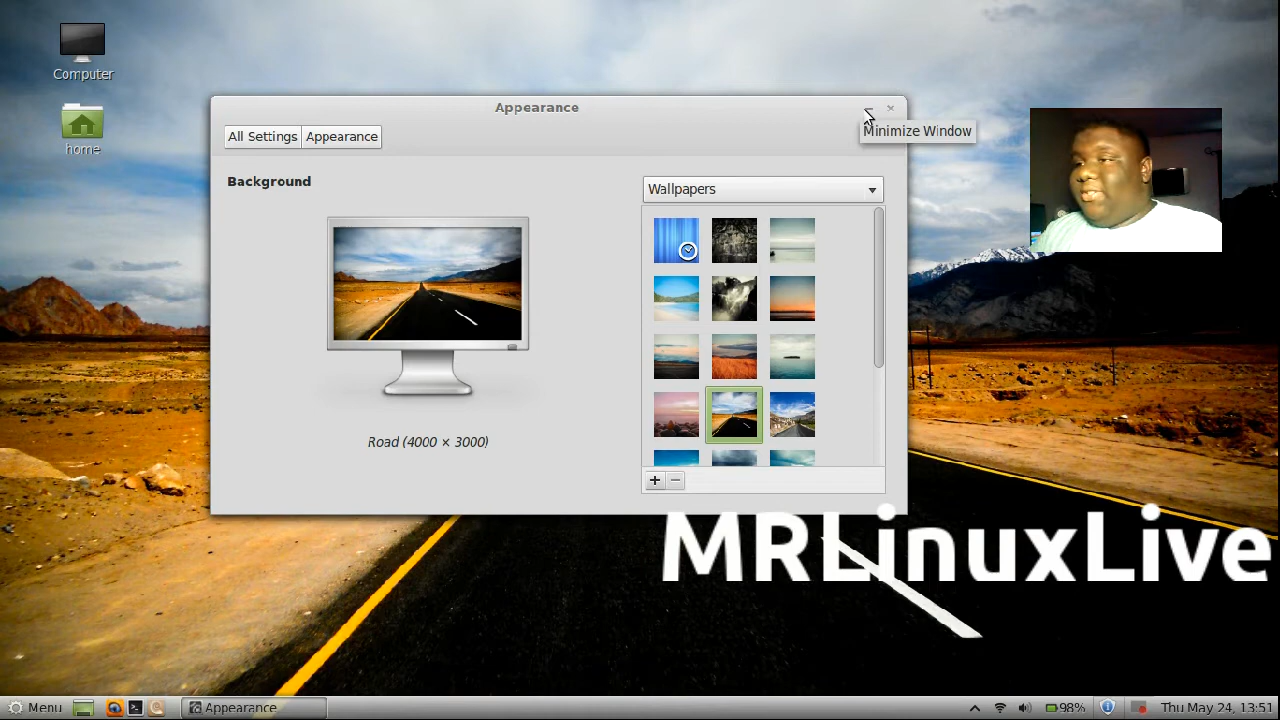 Computer
home
Appearance
Minimize Window
All Settings
Appearance
Background
Wallpapers
Road (4000 × 3000)
MRLinuxLive
Menu
Appearance
98%
Thu May 24, 13:51